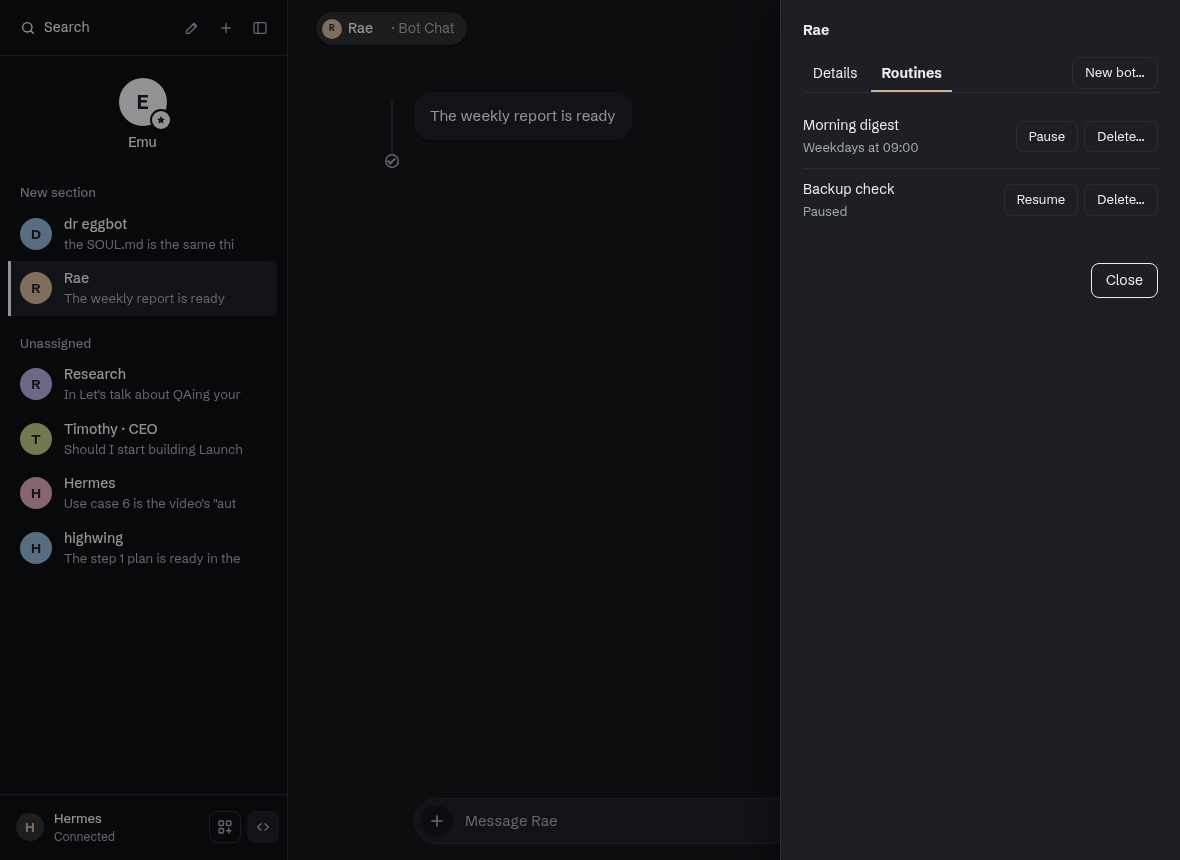 Search
E
Emu
New section
D
dr eggbot
the SOUL.md is the same thi
R
Rae
The weekly report is ready
Unassigned
R
Research
In Let's talk about QAing your
T
Timothy · CEO
Should I start building Launch
H
Hermes
Use case 6 is the video's "aut
H
highwing
The step 1 plan is ready in the
H
Hermes
Connected
R Rae · Bot Chat
The weekly report is ready
Message Rae
Rae
Details Routines New bot...
Morning digest
Weekdays at 09:00
Pause Delete...
Backup check
Paused
Resume Delete...
Close